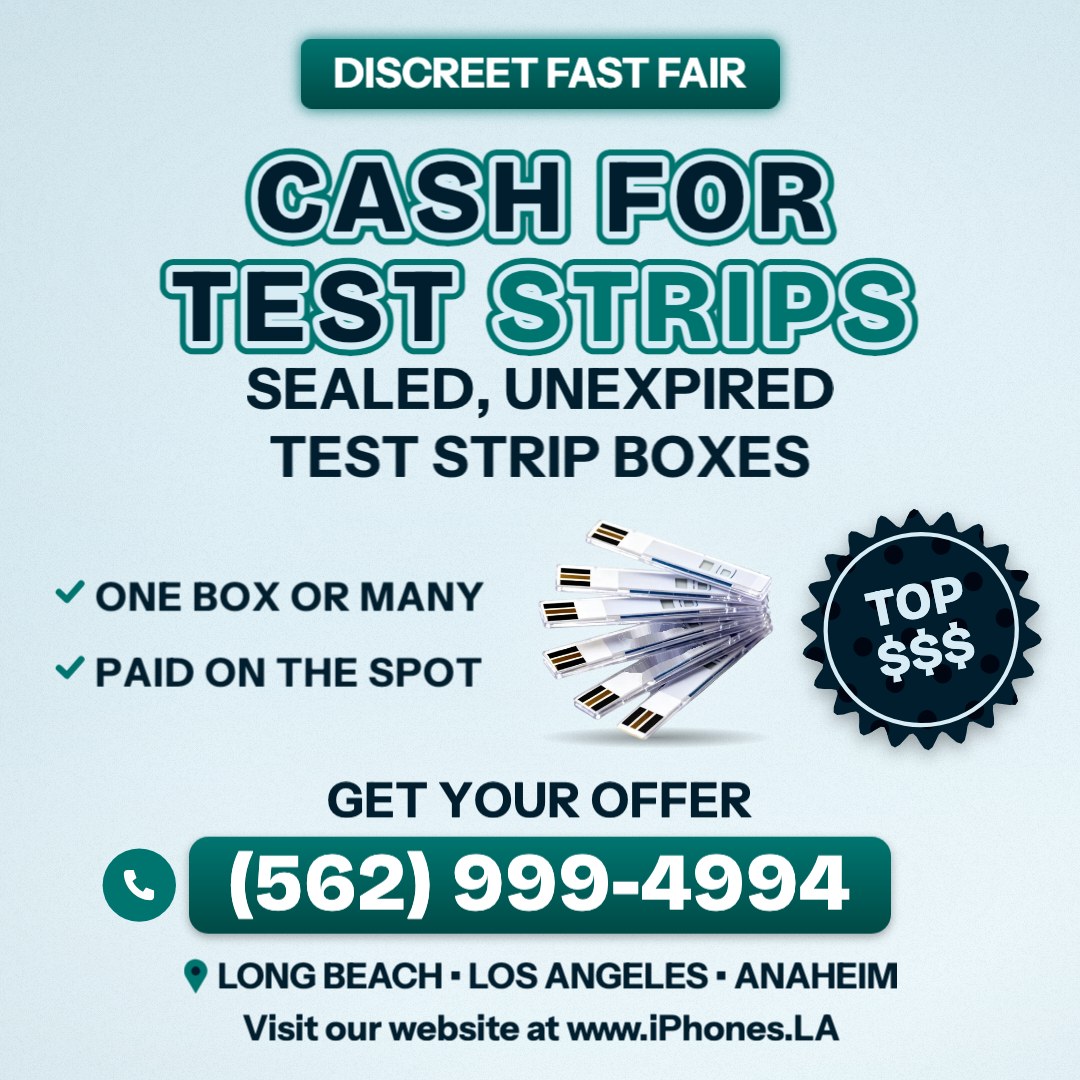 DISCREET FAST FAIR
CASH FOR
TEST STRIPS
SEALED, UNEXPIRED
TEST STRIP BOXES
ONE BOX OR MANY
PAID ON THE SPOT
TOP
$$$
GET YOUR OFFER
(562) 999-4994
LONG BEACH ▪ LOS ANGELES ▪ ANAHEIM
Visit our website at www.iPhones.LA